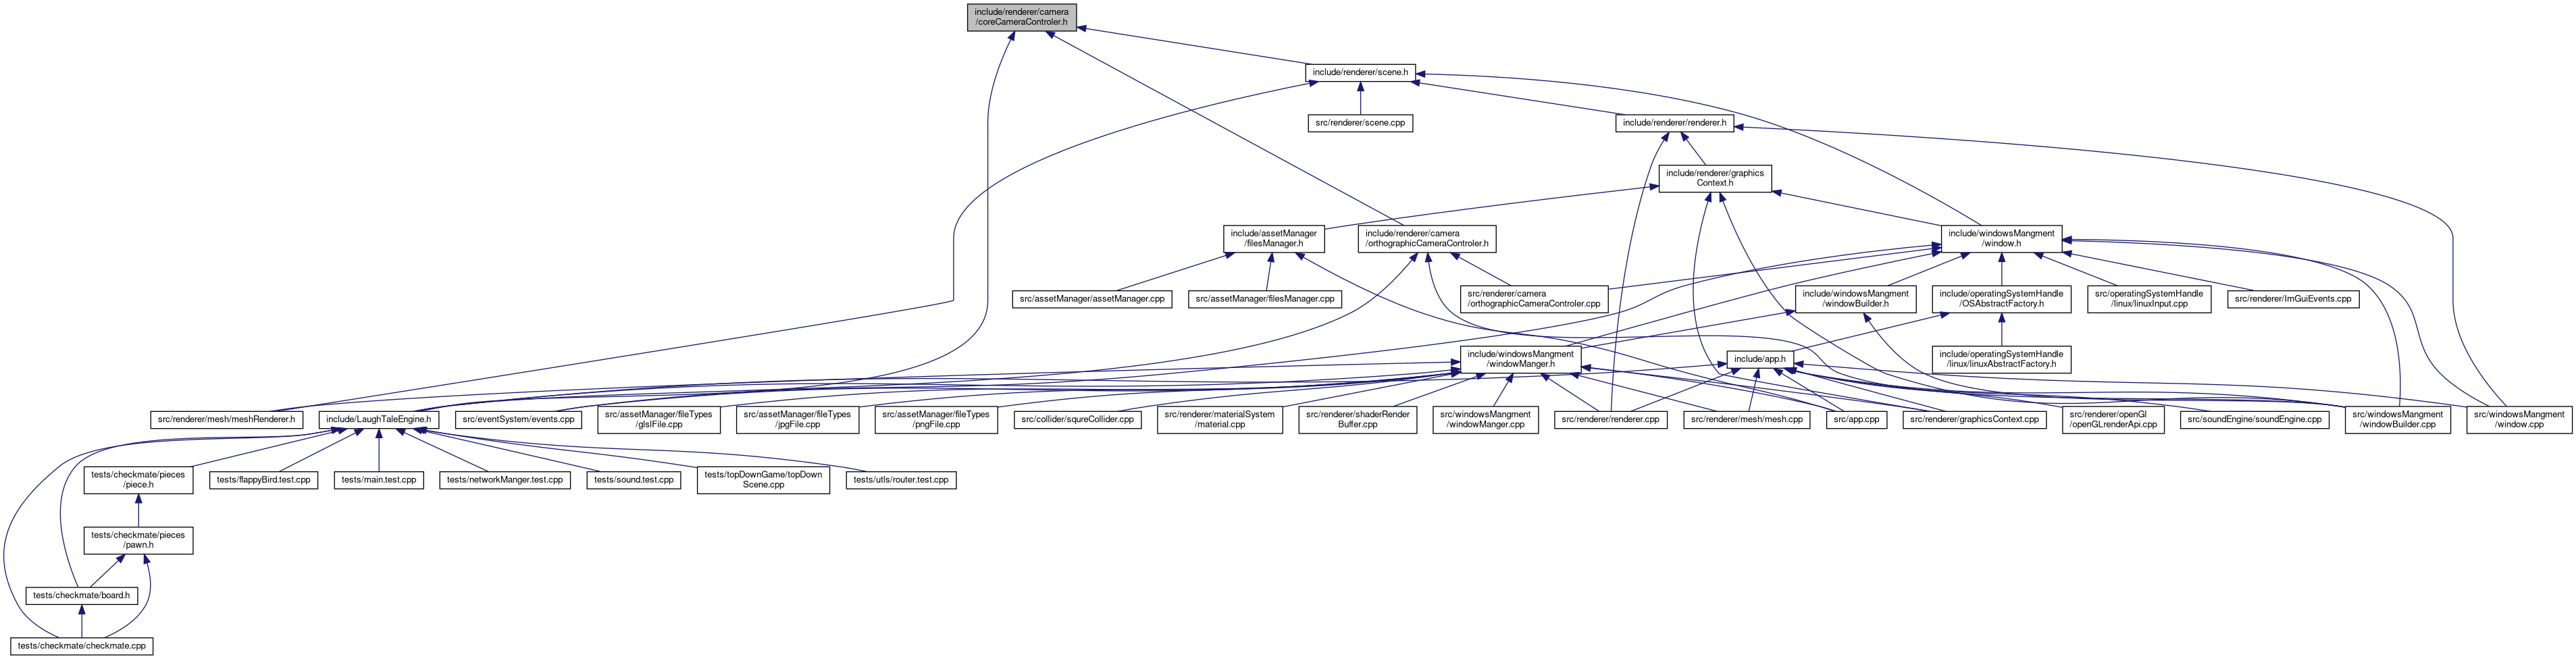 include/renderer/camera
/coreCameraControler.h
include/renderer/scene.h
src/renderer/scene.cpp
include/renderer/renderer.h
include/renderer/graphics
Context.h
include/assetManager
/filesManager.h
include/renderer/camera
/orthographicCameraControler.h
include/windowsMangment
/window.h
src/assetManager/assetManager.cpp
src/assetManager/filesManager.cpp
src/renderer/camera
/orthographicCameraControler.cpp
include/windowsMangment
/windowBuilder.h
include/operatingSystemHandle
/OSAbstractFactory.h
src/operatingSystemHandle
/linux/linuxInput.cpp
src/renderer/ImGuiEvents.cpp
include/windowsMangment
/windowManger.h
include/app.h
include/operatingSystemHandle
/linux/linuxAbstractFactory.h
src/renderer/mesh/meshRenderer.h
include/LaughTaleEngine.h
src/eventSystem/events.cpp
src/assetManager/fileTypes
/glslFile.cpp
src/assetManager/fileTypes
/jpgFile.cpp
src/assetManager/fileTypes
/pngFile.cpp
src/collider/squreCollider.cpp
src/renderer/materialSystem
/material.cpp
src/renderer/shaderRender
Buffer.cpp
src/windowsMangment
/windowManger.cpp
src/renderer/renderer.cpp
src/renderer/mesh/mesh.cpp
src/app.cpp
src/renderer/graphicsContext.cpp
src/renderer/openGl
/openGLrenderApi.cpp
src/soundEngine/soundEngine.cpp
src/windowsMangment
/windowBuilder.cpp
src/windowsMangment
/window.cpp
tests/checkmate/pieces
/piece.h
tests/flappyBird.test.cpp
tests/main.test.cpp
tests/networkManger.test.cpp
tests/sound.test.cpp
tests/topDownGame/topDown
Scene.cpp
tests/utls/router.test.cpp
tests/checkmate/pieces
/pawn.h
tests/checkmate/board.h
tests/checkmate/checkmate.cpp